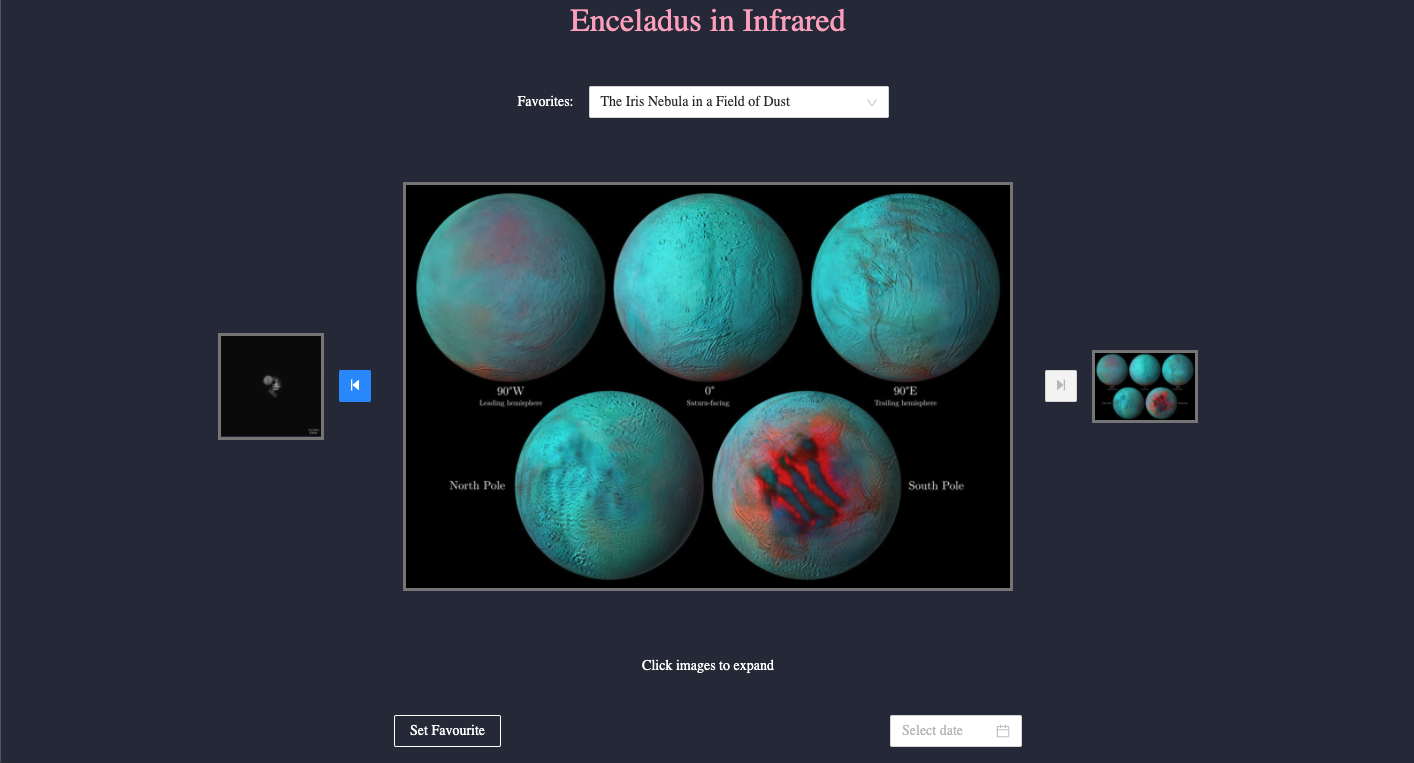 Enceladus in Infrared
Favorites:
The Iris Nebula in a Field of Dust
90°W
Leading hemisphere
0°
Saturn-facing
90°E
Trailing hemisphere
North Pole
South Pole
Click images to expand
Set Favourite
Select date